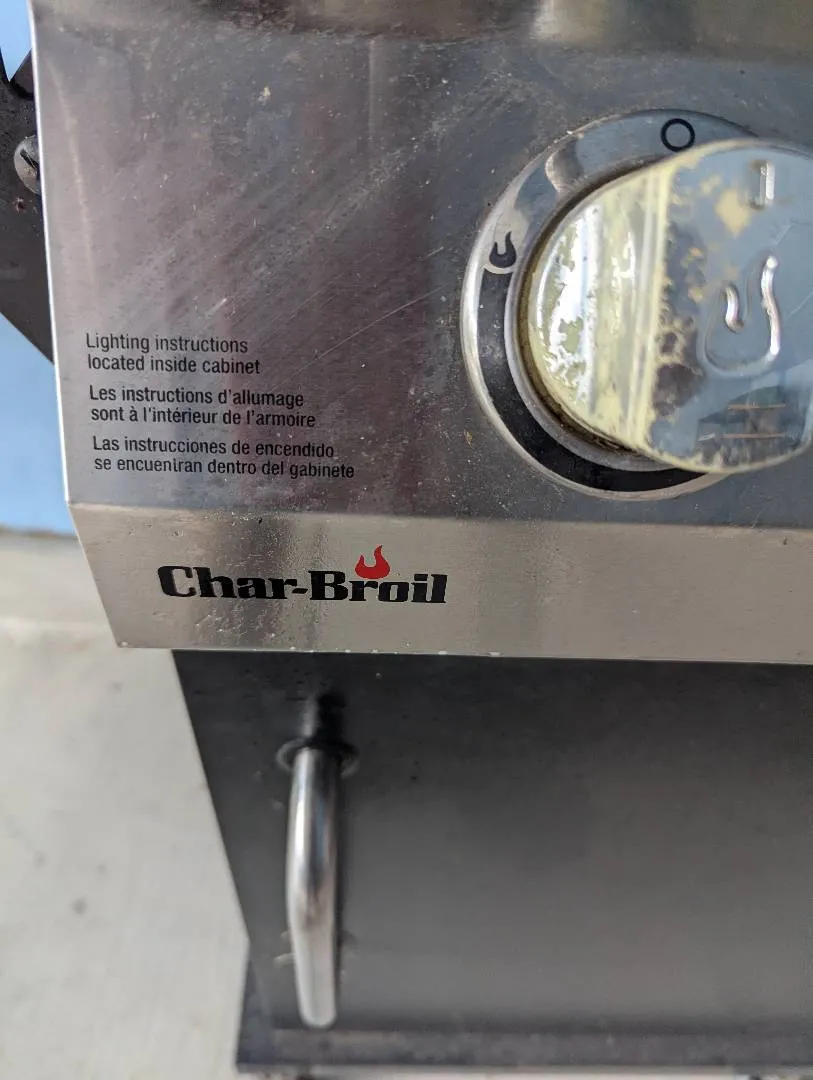 Lighting instructions
located inside cabinet
Les instructions d'allumage
sont à l'intérieur de l'armoire
Las instrucciones de encendido
se encuentran dentro del gabinete
Char-Broil